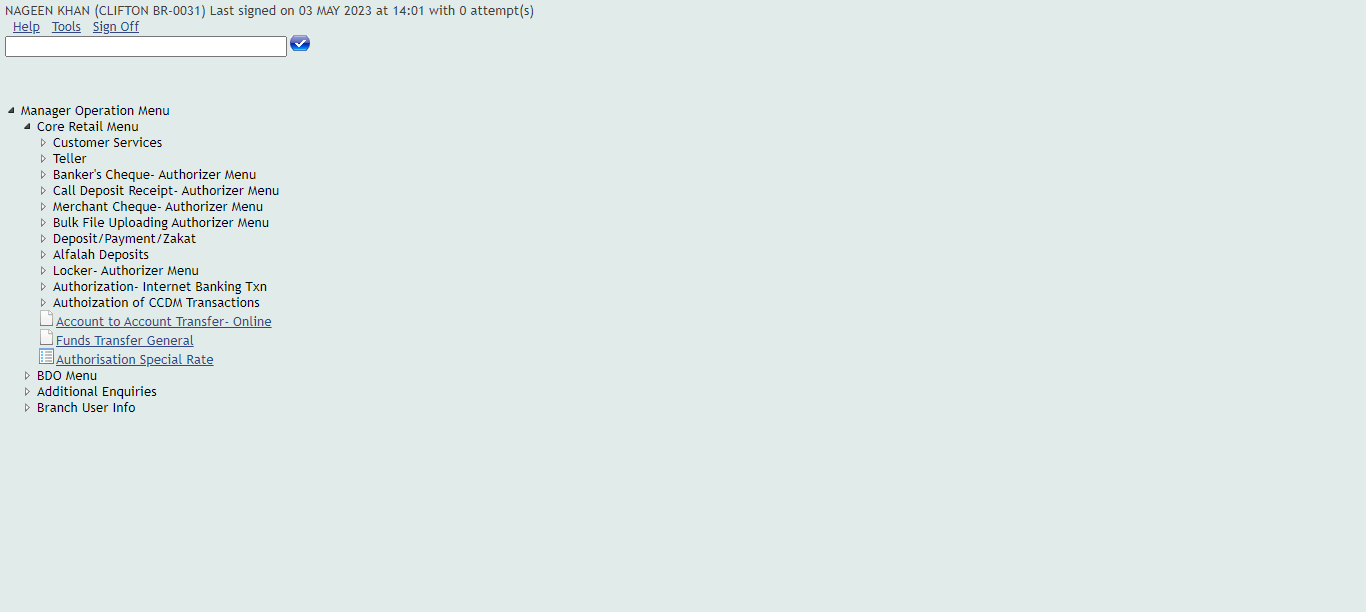 NAGEEN KHAN (CLIFTON BR-0031) Last signed on 03 MAY 2023 at 14:01 with 0 attempt(s)
Help Tools Sign Off
Manager Operation Menu
Core Retail Menu
Customer Services
Teller
Banker's Cheque- Authorizer Menu
Call Deposit Receipt- Authorizer Menu
Merchant Cheque- Authorizer Menu
Bulk File Uploading Authorizer Menu
Deposit/Payment/Zakat
Alfalah Deposits
Locker- Authorizer Menu
Authorization- Internet Banking Txn
Authoization of CCDM Transactions
Account to Account Transfer- Online
Funds Transfer General
Authorisation Special Rate
BDO Menu
Additional Enquiries
Branch User Info